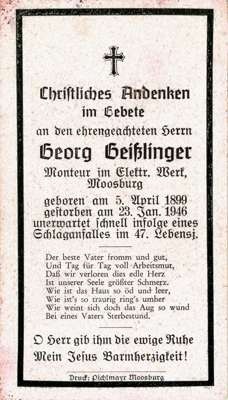 Christliches Andenken
im Gebete
an den ehrengeachteten Herrn
Georg Geißlinger
Monteur im Elektr. Werk,
Moosburg
geboren am 5. April 1899
gestorben am 23. Jan. 1946
unerwartet schnell infolge eines
Schlaganfalles im 47. Lebensj.
Der beste Vater fromm und gut,
Und Tag für Tag voll Arbeitsmut,
Daß wir verloren dies edle Herz
Ist unserer Seele größter Schmerz.
Wie ist das Haus so öd und leer,
Wie ist's so traurig ring's umher
Wie weint sich doch das Aug so wund
Bei eines Vaters Sterbestund.
O Herr gib ihm die ewige Ruhe
Mein Jesus Barmherzigkeit!
Druck: Pichlmayr Moosburg